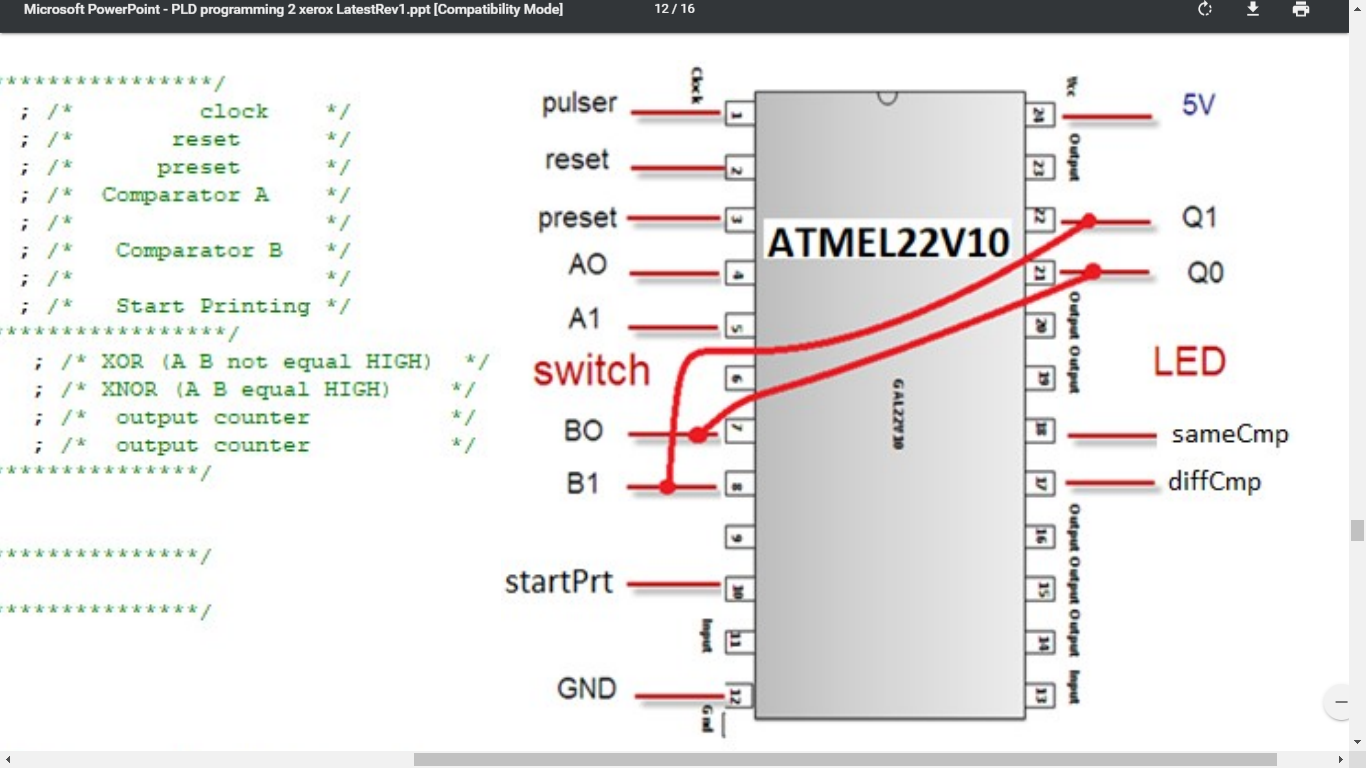 Microsoft PowerPoint - PLD programming 2 xerox LatestRev1.ppt [Compatibility Mode]
12 / 16
****************/
; /* clock */
; /* reset */
; /* preset */
; /* Comparator A */
; /* */
; /* Comparator B */
; /* */
; /* Start Printing */
*****************/
; /* XOR (A B not equal HIGH) */
; /* XNOR (A B equal HIGH) */
; /* output counter */
; /* output counter */
***************/
***************/
***************/
Clock
Vcc
pulser 1
24 5V
reset 2
23 Output
preset 3
22 Q1
ATMEL22V10
AO 4
21 Q0
A1 5
20 Output
switch
6
19 Output
LED
GAL22V10
BO 7
18 sameCmp
B1 8
17 diffCmp
9
16 Output
startPrt 10
15 Output
Input 11
14 Output
GND 12
13 Input
Gnd